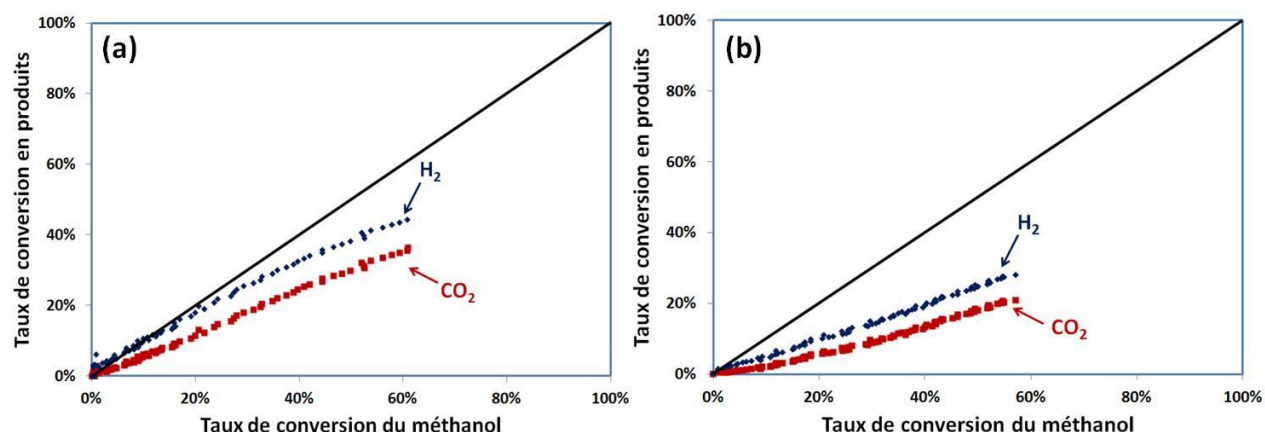 (a)
Taux de conversion en produits
100%
80%
60%
40%
20%
0%
H₂
CO₂
0%
20%
40%
60%
80%
100%
Taux de conversion du méthanol
(b)
Taux de conversion en produits
100%
80%
60%
40%
20%
0%
H₂
CO₂
0%
20%
40%
60%
80%
100%
Taux de conversion du méthanol